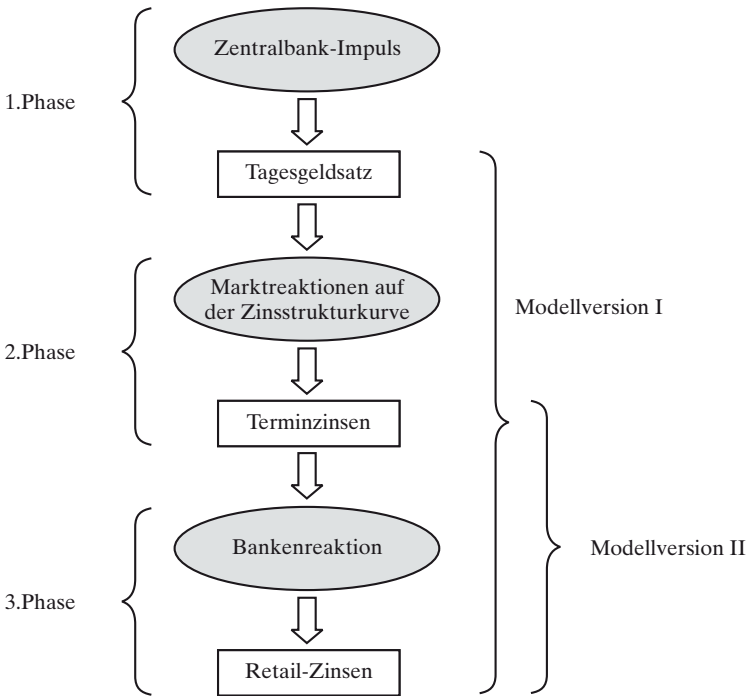 Zentralbank-Impuls
1.Phase
Tagesgeldsatz
Marktreaktionen auf
der Zinsstrukturkurve
Modellversion I
2.Phase
Terminzinsen
Bankenreaktion
Modellversion II
3.Phase
Retail-Zinsen